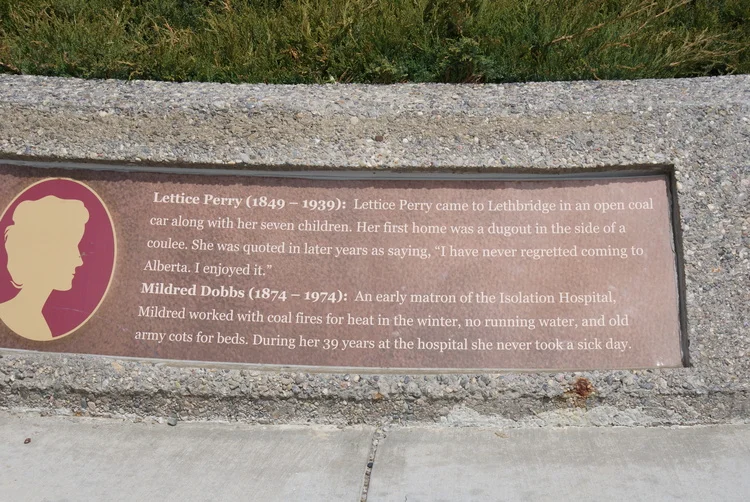 Lettice Perry (1849 – 1939): Lettice Perry came to Lethbridge in an open coal
car along with her seven children. Her first home was a dugout in the side of a
coulee. She was quoted in later years as saying, “I have never regretted coming to
Alberta. I enjoyed it.”
Mildred Dobbs (1874 – 1974): An early matron of the Isolation Hospital,
Mildred worked with coal fires for heat in the winter, no running water, and old
army cots for beds. During her 39 years at the hospital she never took a sick day.